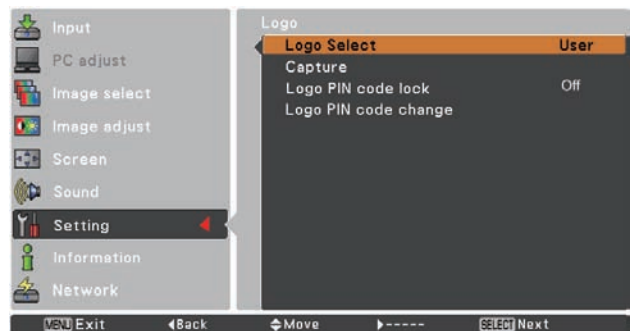 Input
PC adjust
Image select
Image adjust
Screen
Sound
Setting
Information
Network
Logo
Logo Select User
Capture
Logo PIN code lock Off
Logo PIN code change
MENU Exit Back Move ----- SELECT Next